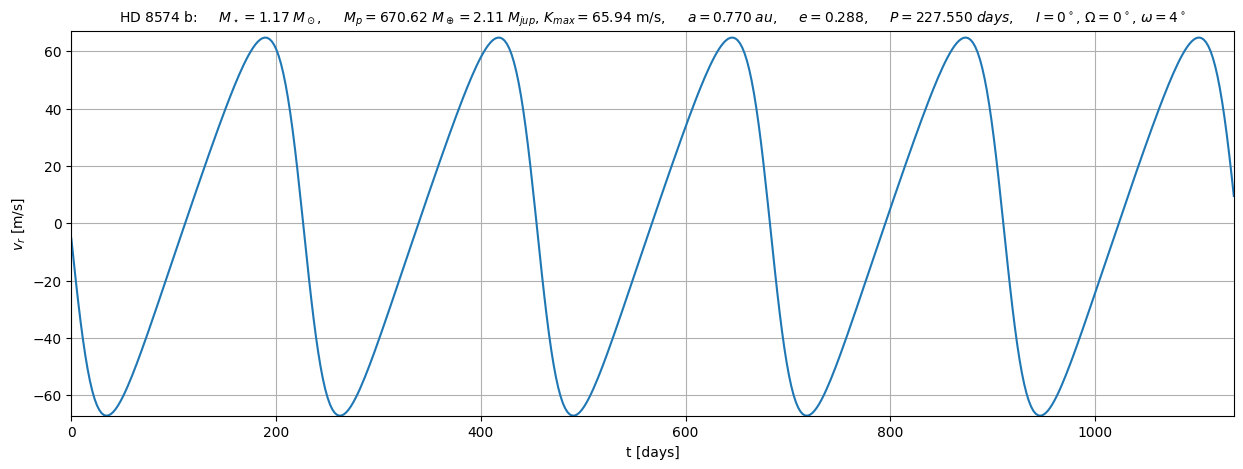 HD 8574 b: M⋆ = 1.17 M⊙, Mp = 670.62 M⊕ = 2.11 Mjup, Kmax = 65.94 m/s, a = 0.770 au, e = 0.288, P = 227.550 days, I = 0°, Ω = 0°, ω = 4°
60
40
20
0
−20
−40
−60
vr [m/s]
0 200 400 600 800 1000
t [days]